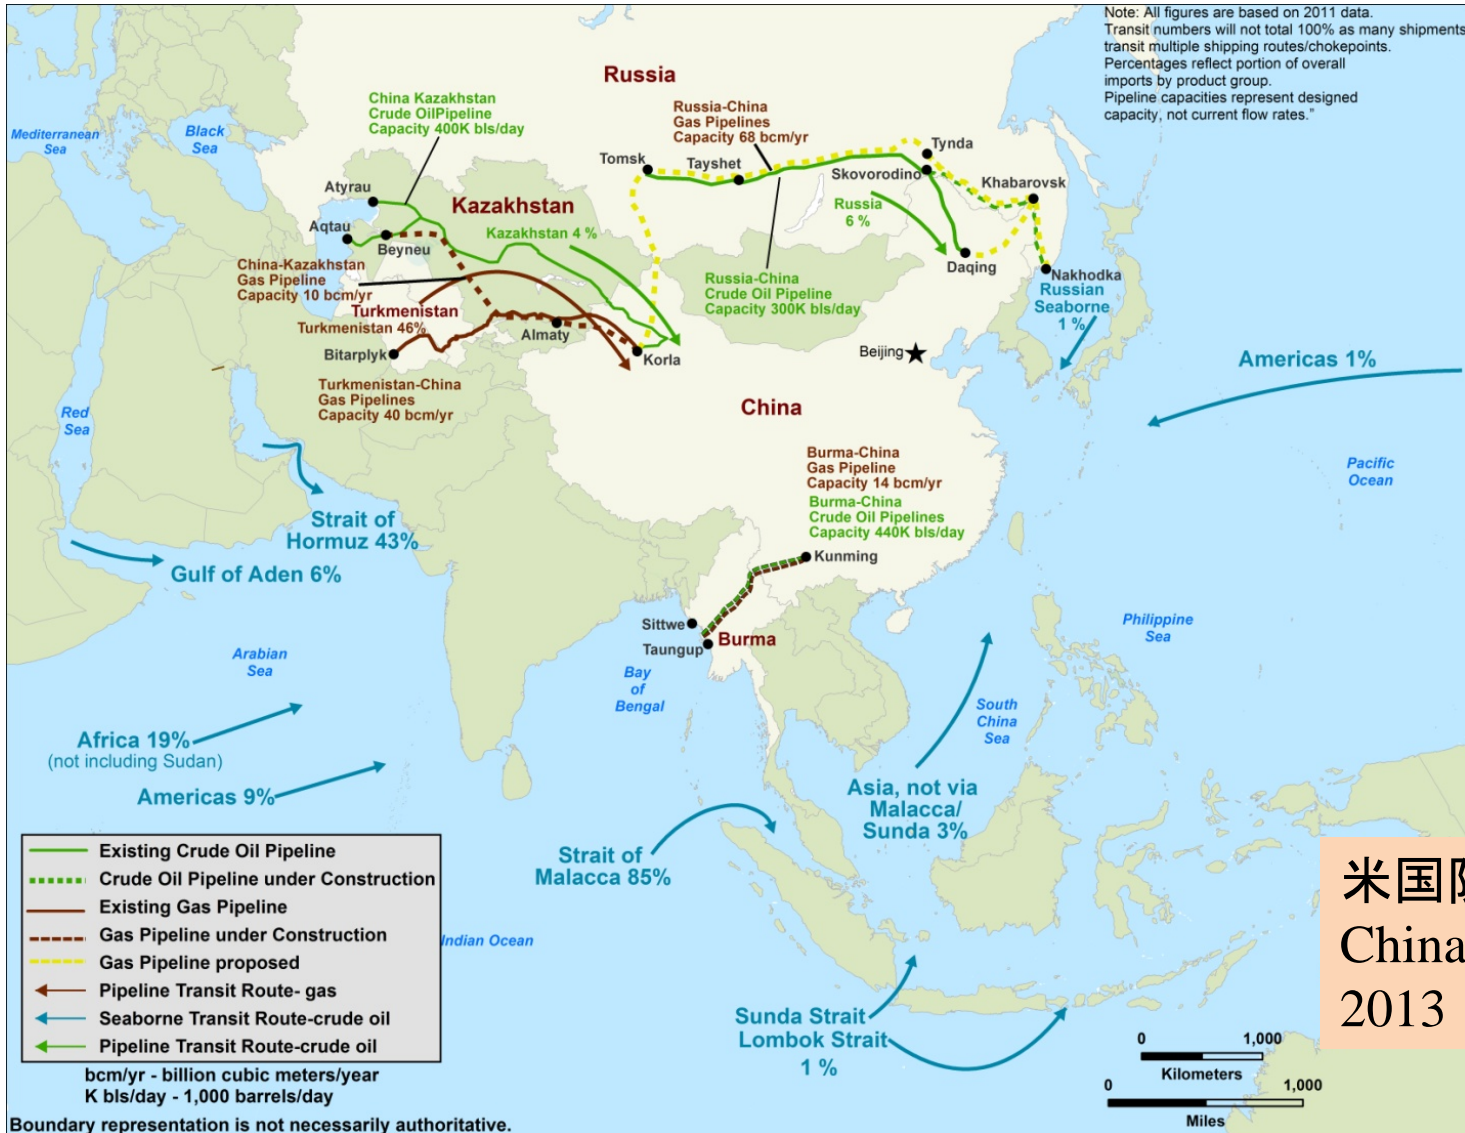 Note: All figures are based on 2011 data.
Transit numbers will not total 100% as many shipments
transit multiple shipping routes/chokepoints.
Percentages reflect portion of overall
imports by product group.
Pipeline capacities represent designed
capacity, not current flow rates.”
Russia
China Kazakhstan
Crude OilPipeline
Capacity 400K bls/day
Russia-China
Gas Pipelines
Capacity 68 bcm/yr
Mediterranean
Sea
Black
Sea
Tomsk
Tayshet
Tynda
Skovorodino
Khabarovsk
Atyrau
Kazakhstan
Russia
6 %
Aqtau
Beyneu
Kazakhstan 4 %
Daqing
Nakhodka
China-Kazakhstan
Gas Pipeline
Capacity 10 bcm/yr
Russia-China
Crude Oil Pipeline
Capacity 300K bls/day
Russian
Seaborne
1 %
Turkmenistan
Turkmenistan 46%
Almaty
Bitarplyk
Korla
Beijing
Americas 1%
Turkmenistan-China
Gas Pipelines
Capacity 40 bcm/yr
China
Red
Sea
Burma-China
Gas Pipeline
Capacity 14 bcm/yr
Burma-China
Crude Oil Pipelines
Capacity 440K bls/day
Pacific
Ocean
Strait of
Hormuz 43%
Gulf of Aden 6%
Kunming
Sittwe
Taungup
Burma
Philippine
Sea
Arabian
Sea
Bay
of
Bengal
South
China
Sea
Africa 19%
(not including Sudan)
Americas 9%
Asia, not via
Malacca/
Sunda 3%
Strait of
Malacca 85%
Existing Crude Oil Pipeline
Crude Oil Pipeline under Construction
Existing Gas Pipeline
Gas Pipeline under Construction
Gas Pipeline proposed
Pipeline Transit Route- gas
Seaborne Transit Route-crude oil
Pipeline Transit Route-crude oil
Indian Ocean
米国
China
2013
Sunda Strait
Lombok Strait
1 %
0 1,000
Kilometers
0 1,000
Miles
bcm/yr - billion cubic meters/year
K bls/day - 1,000 barrels/day
Boundary representation is not necessarily authoritative.